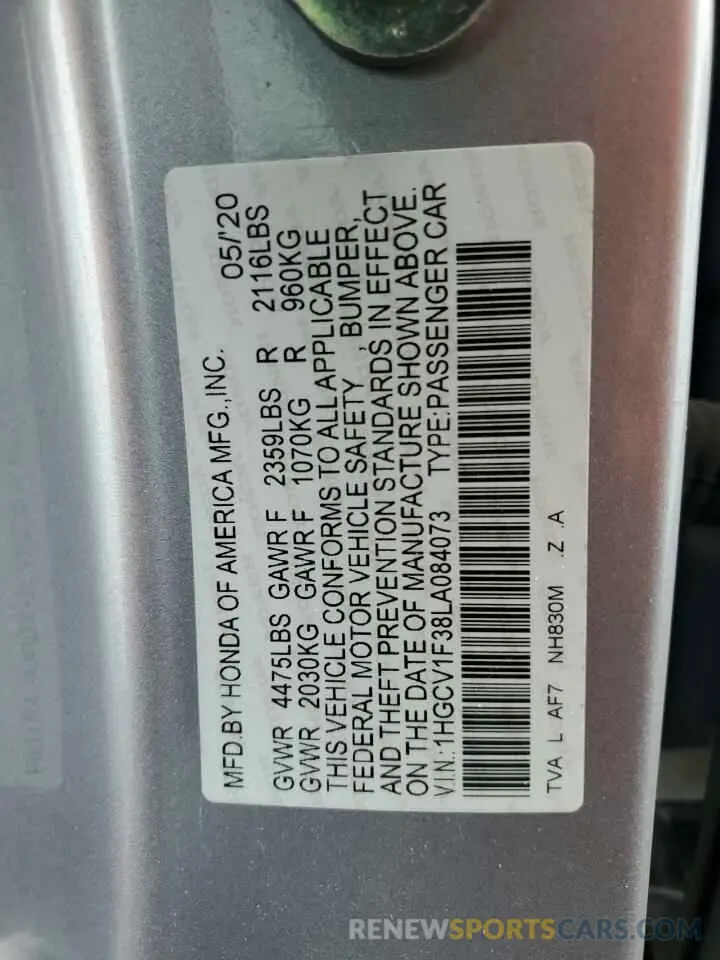 MFD.BY HONDA OF AMERICA MFG.,INC. 05/'20
GVWR 4475LBS GAWR F 2359LBS R 2116LBS
GVWR 2030KG GAWR F 1070KG R 960KG
THIS VEHICLE CONFORMS TO ALL APPLICABLE
FEDERAL MOTOR VEHICLE SAFETY , BUMPER,
AND THEFT PREVENTION STANDARDS IN EFFECT
ON THE DATE OF MANUFACTURE SHOWN ABOVE.
V.I.N.:1HGCV1F38LA084073 TYPE:PASSENGER CAR
TVA L AF7 NH830M .Z .A
RENEWSPORTSCARS.COM